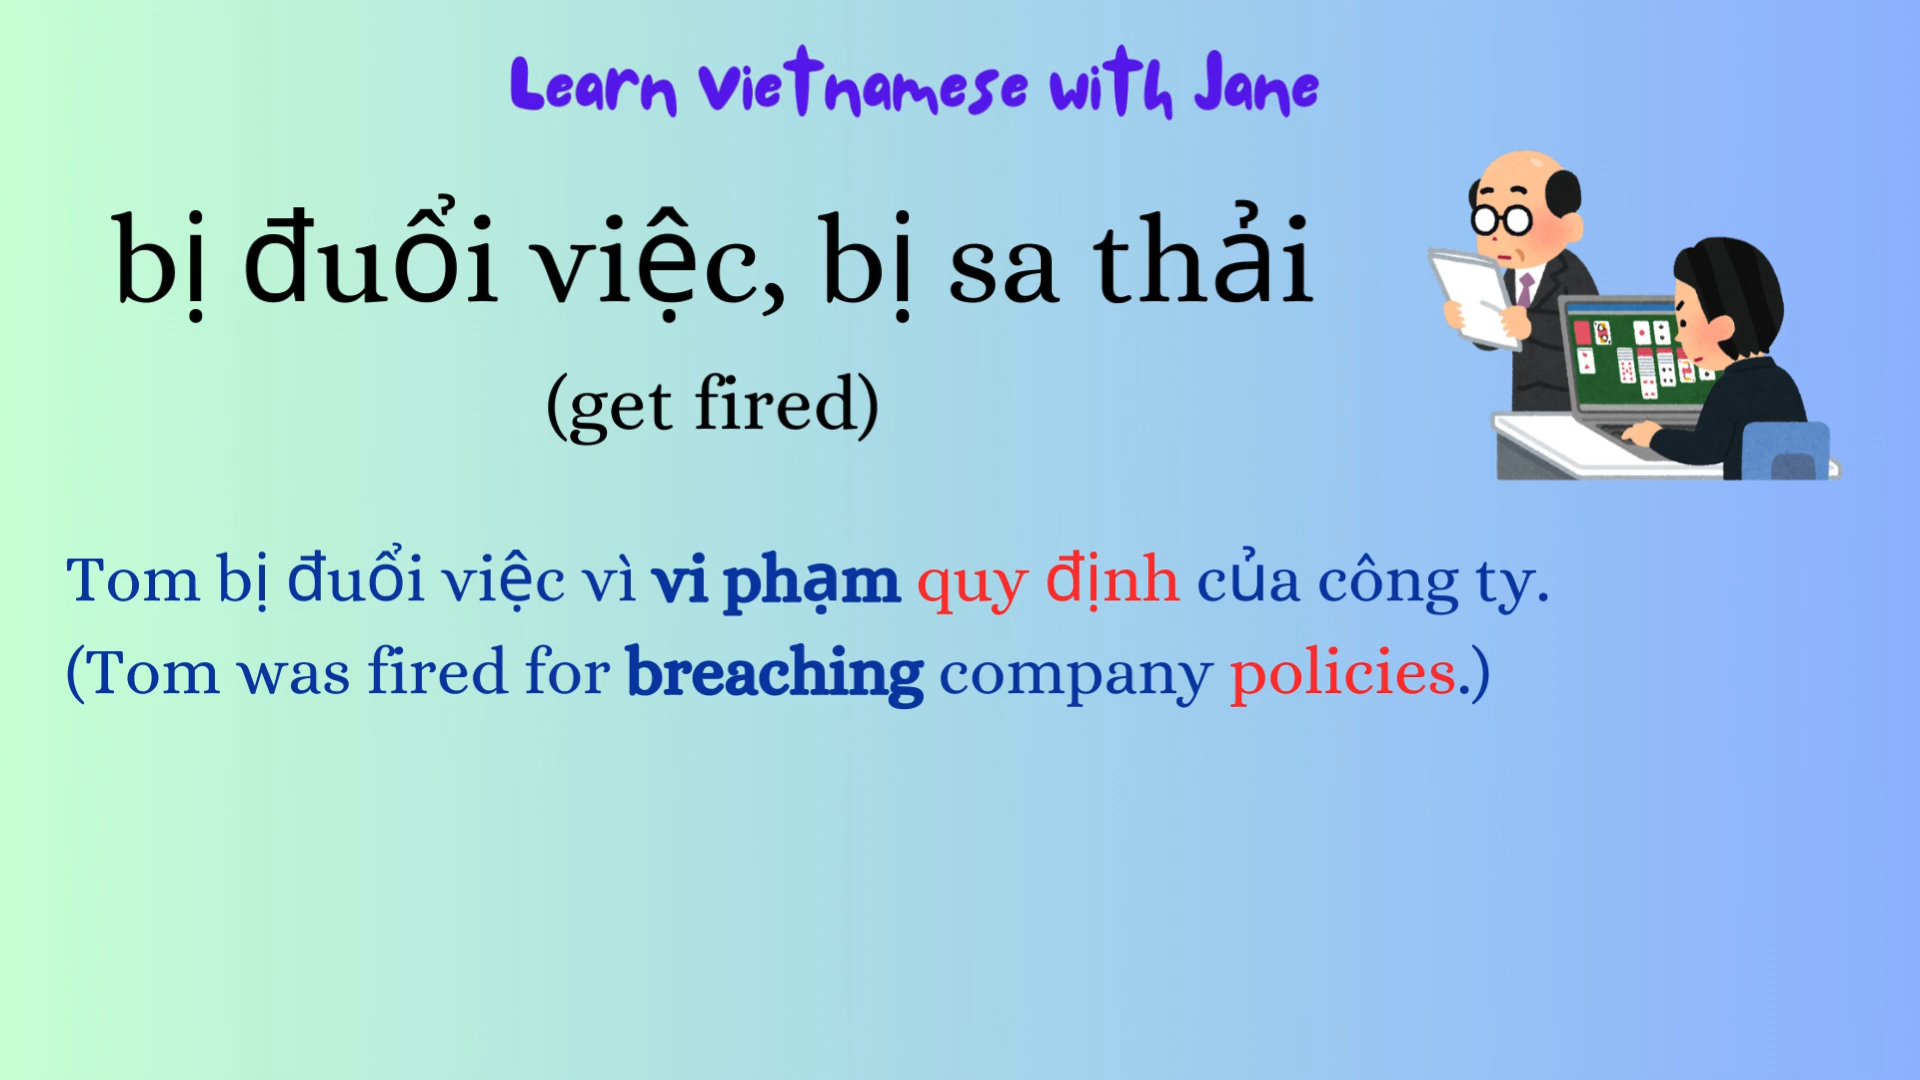 Learn Vietnamese with Jane
bị đuổi việc, bị sa thải
(get fired)
Tom bị đuổi việc vì vi phạm quy định của công ty.
(Tom was fired for breaching company policies.)